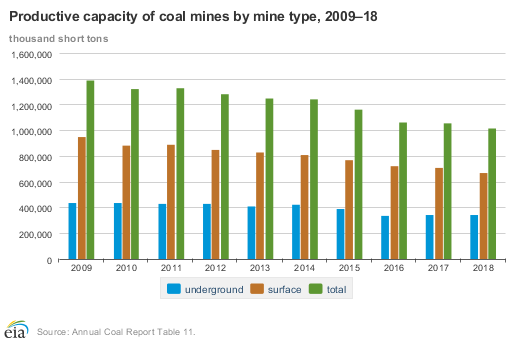 Productive capacity of coal mines by mine type, 2009–18
thousand short tons
1,600,000
1,400,000
1,200,000
1,000,000
800,000
600,000
400,000
200,000
0
2009 2010 2011 2012 2013 2014 2015 2016 2017 2018
underground surface total
eia Source: Annual Coal Report Table 11.